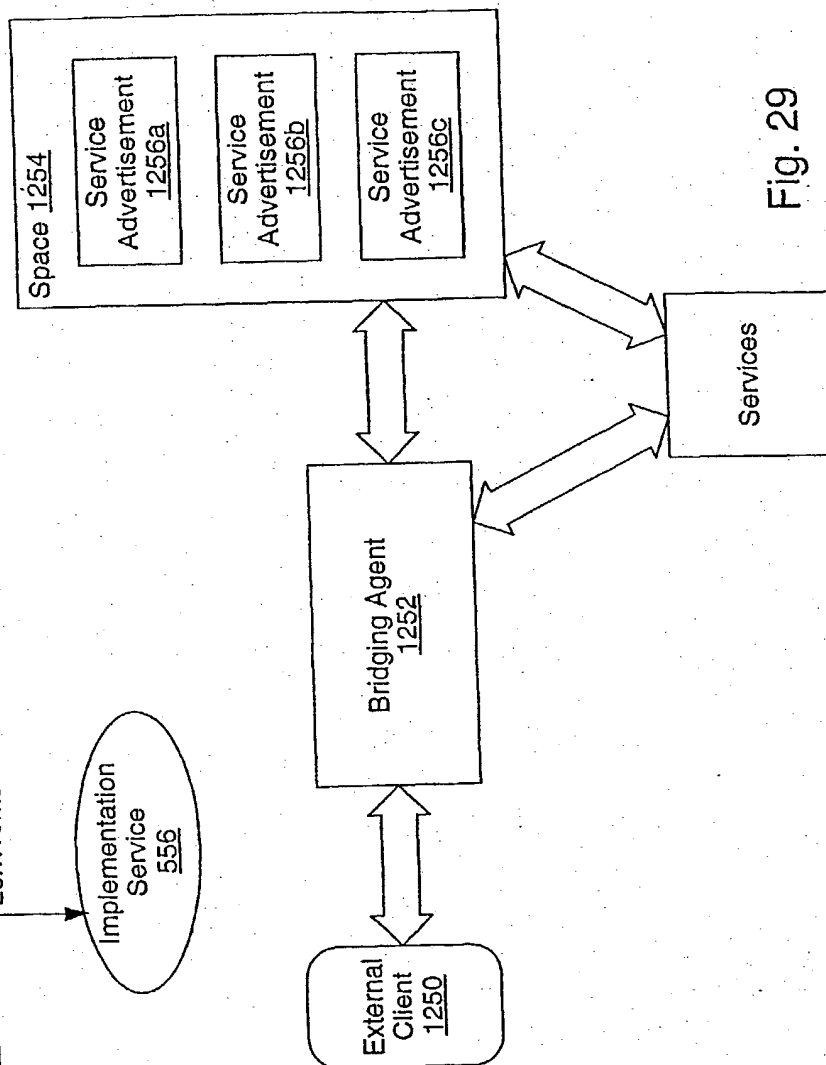 Implementation
Service
556
Space 1254
Service
Advertisement
1256a
Service
Advertisement
1256b
Service
Advertisement
1256c
Bridging Agent
1252
External
Client
1250
Services
Fig. 29